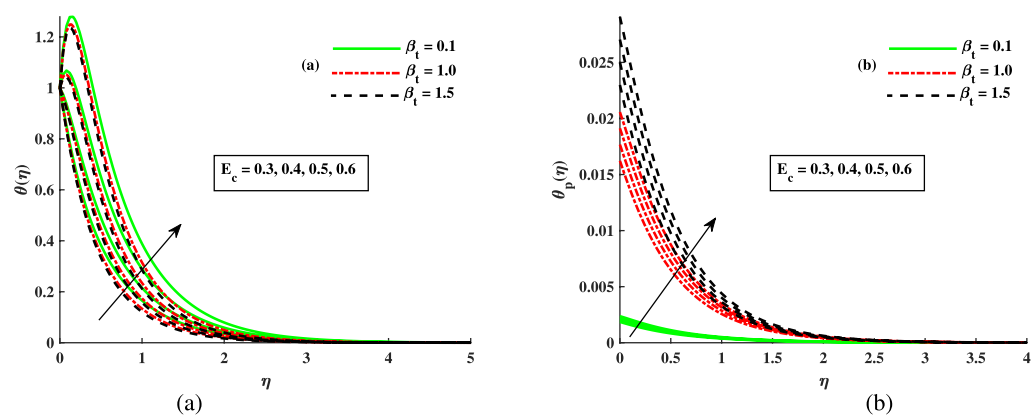 1.2
1
0.8
0.6
0.4
0.2
0
θ(η)
(a)
β_t = 0.1
β_t = 1.0
β_t = 1.5
E_c = 0.3, 0.4, 0.5, 0.6
0 1 2 3 4 5
η
(a)
0.025
0.02
0.015
0.01
0.005
0
θ_p(η)
(b)
β_t = 0.1
β_t = 1.0
β_t = 1.5
E_c = 0.3, 0.4, 0.5, 0.6
0 0.5 1 1.5 2 2.5 3 3.5 4
η
(b)